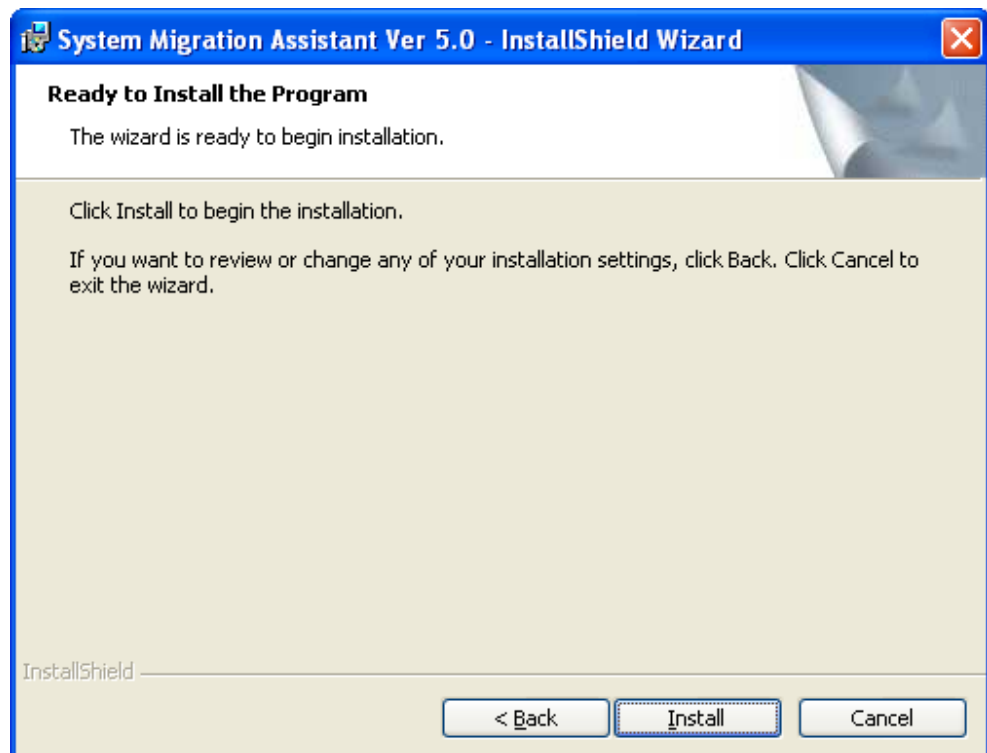 System Migration Assistant Ver 5.0 - InstallShield Wizard
Ready to Install the Program
The wizard is ready to begin installation.
Click Install to begin the installation.
If you want to review or change any of your installation settings, click Back. Click Cancel to
exit the wizard.
InstallShield
< Back Install Cancel